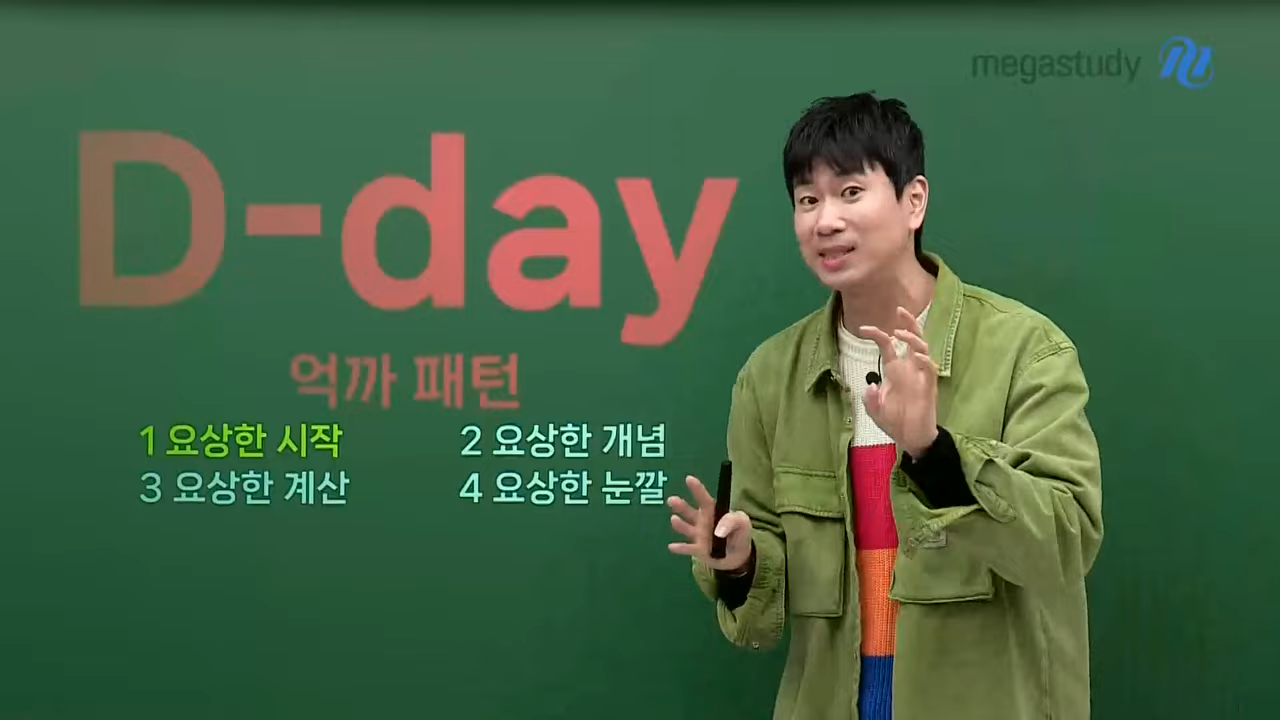 megastudy
D-day
억까 패턴
1 요상한 시작
2 요상한 개념
3 요상한 계산
4 요상한 눈깔